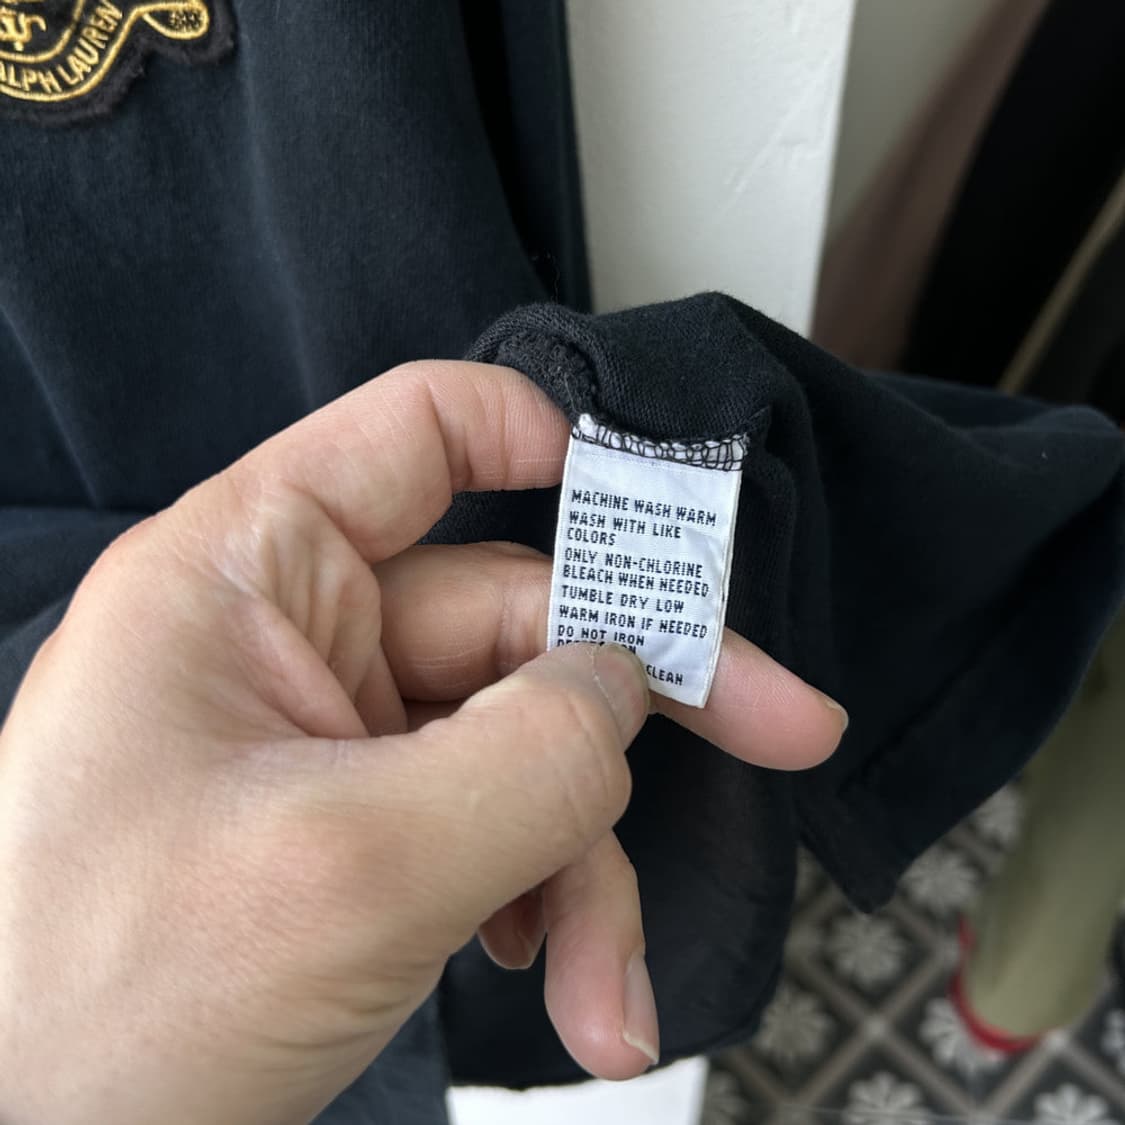 ALPH LAUREN
MACHINE WASH WARM
WASH WITH LIKE
COLORS
ONLY NON-CHLORINE
BLEACH WHEN NEEDED
TUMBLE DRY LOW
WARM IRON IF NEEDED
DO NOT IRON
CLEAN